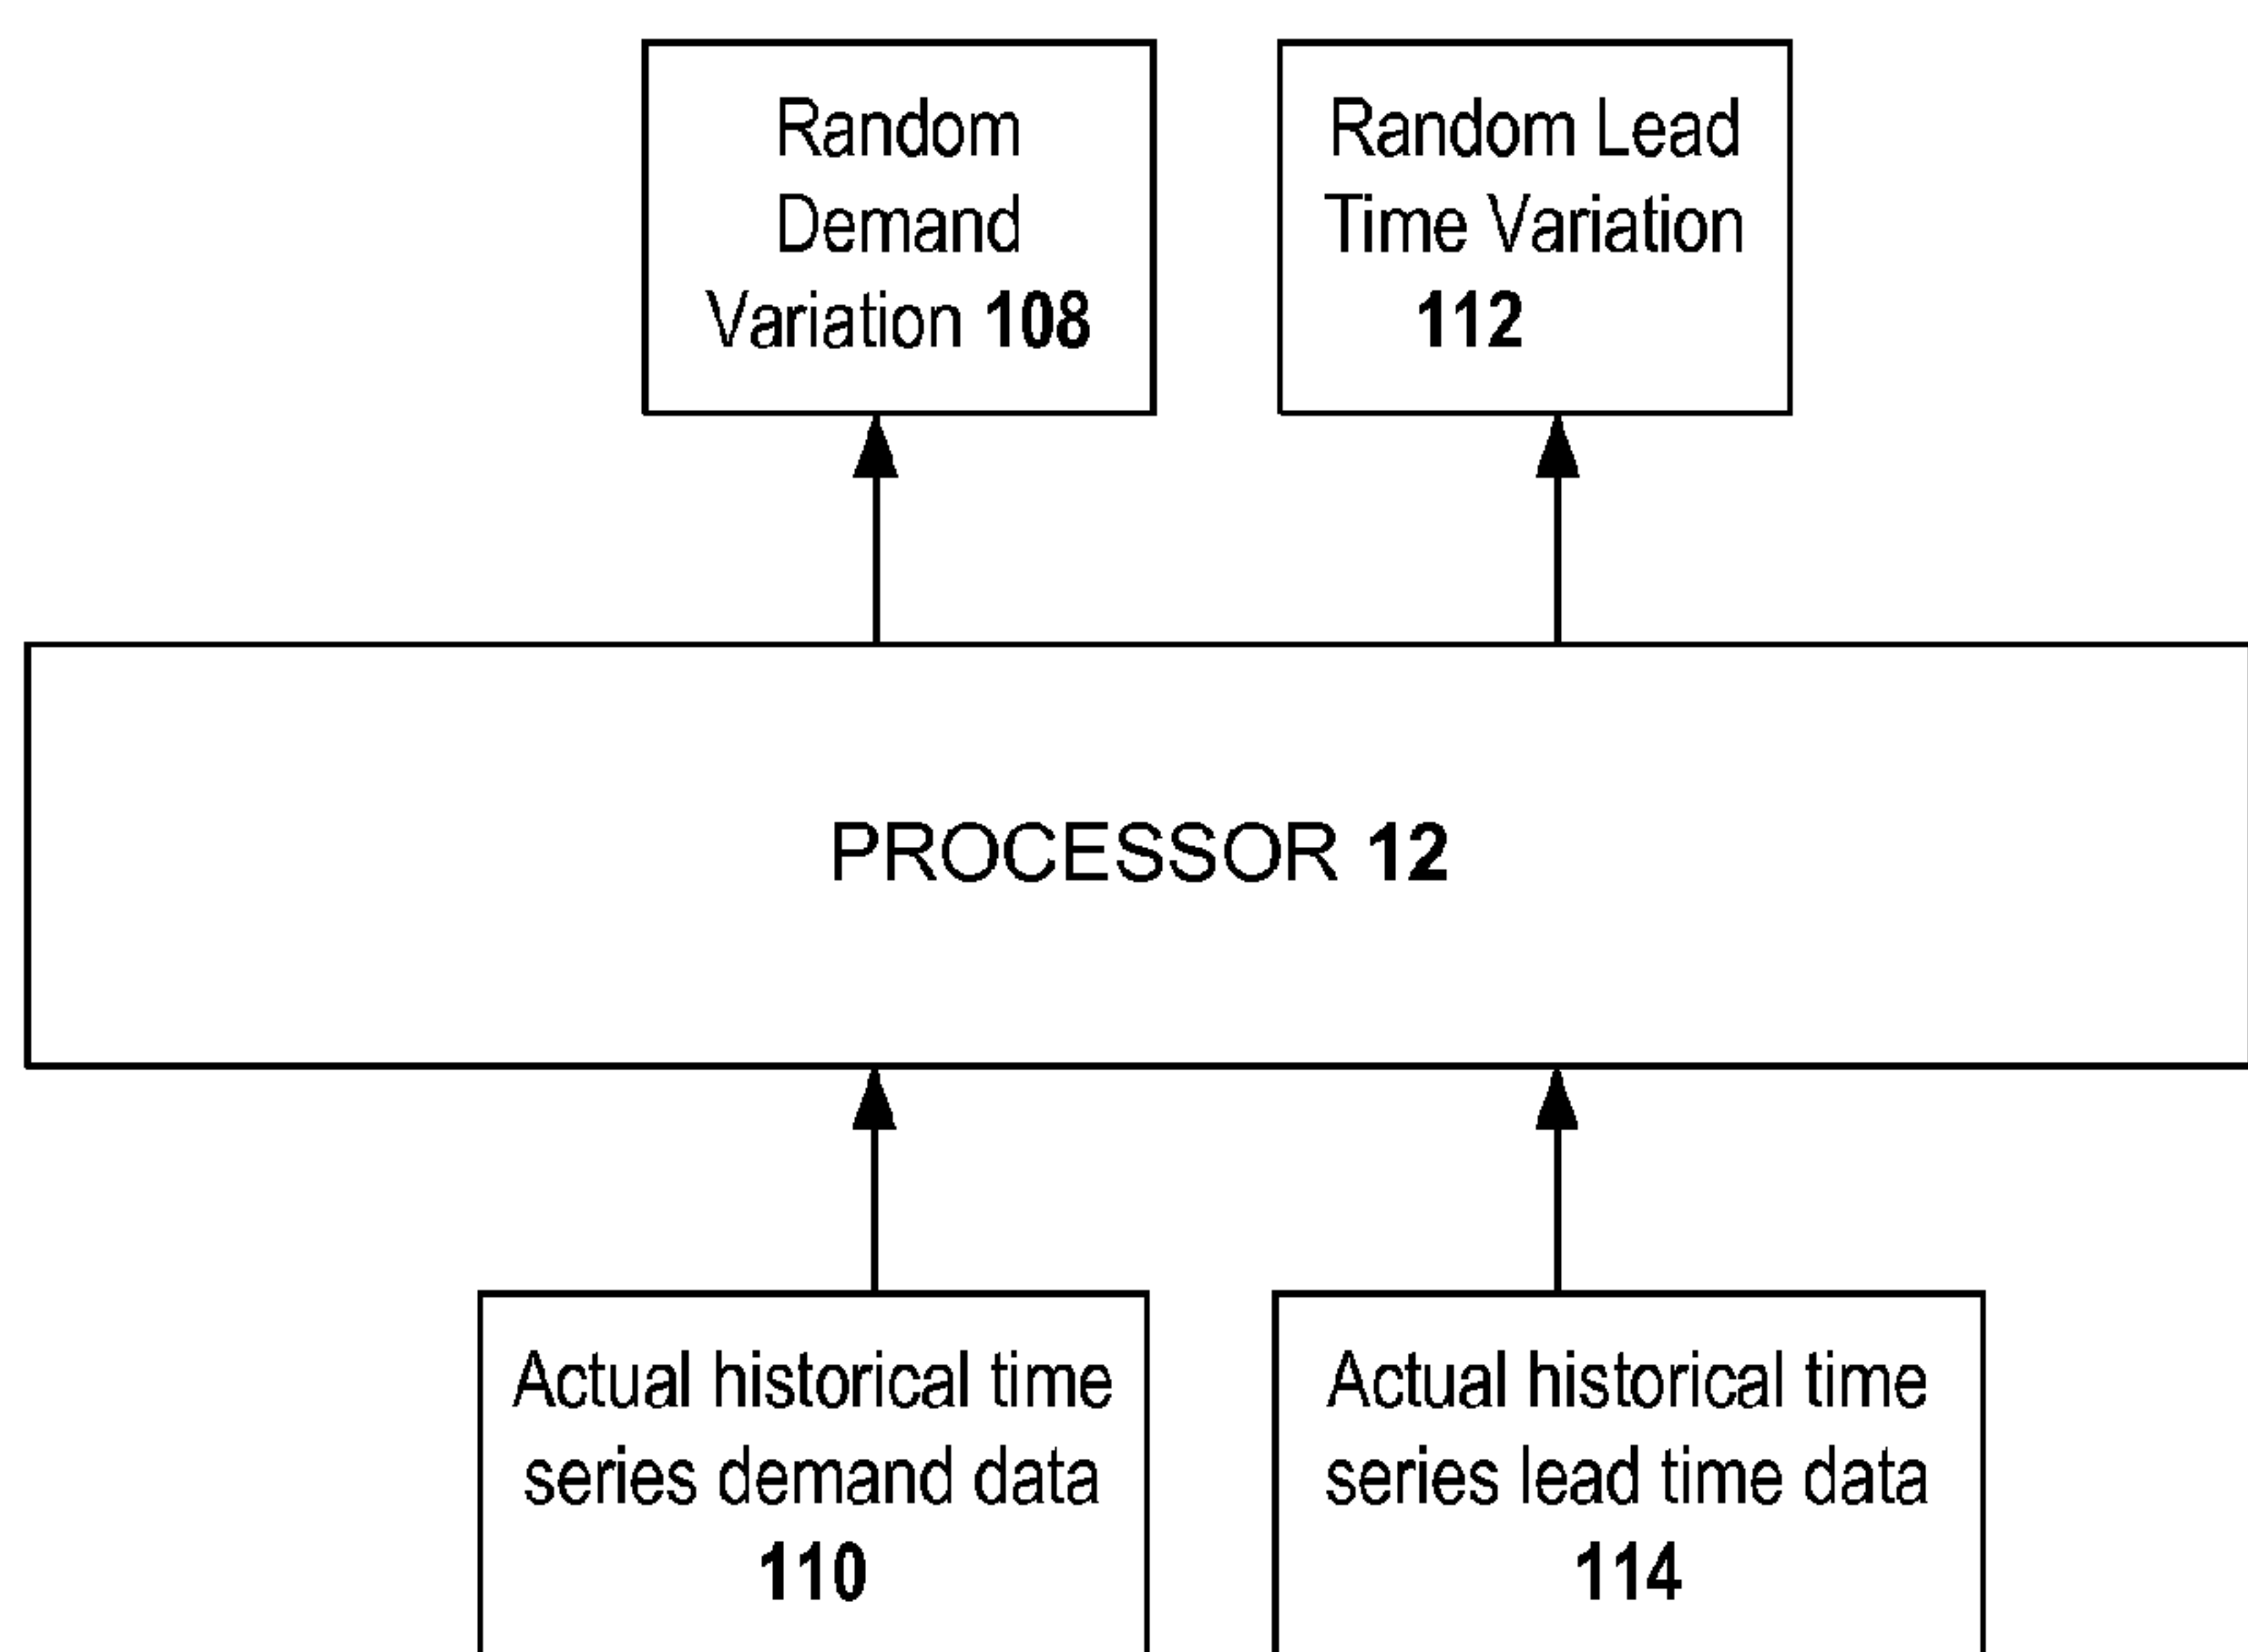 Random
Demand
Variation 108
Random Lead
Time Variation
112
PROCESSOR 12
Actual historical time
series demand data
110
Actual historical time
series lead time data
114